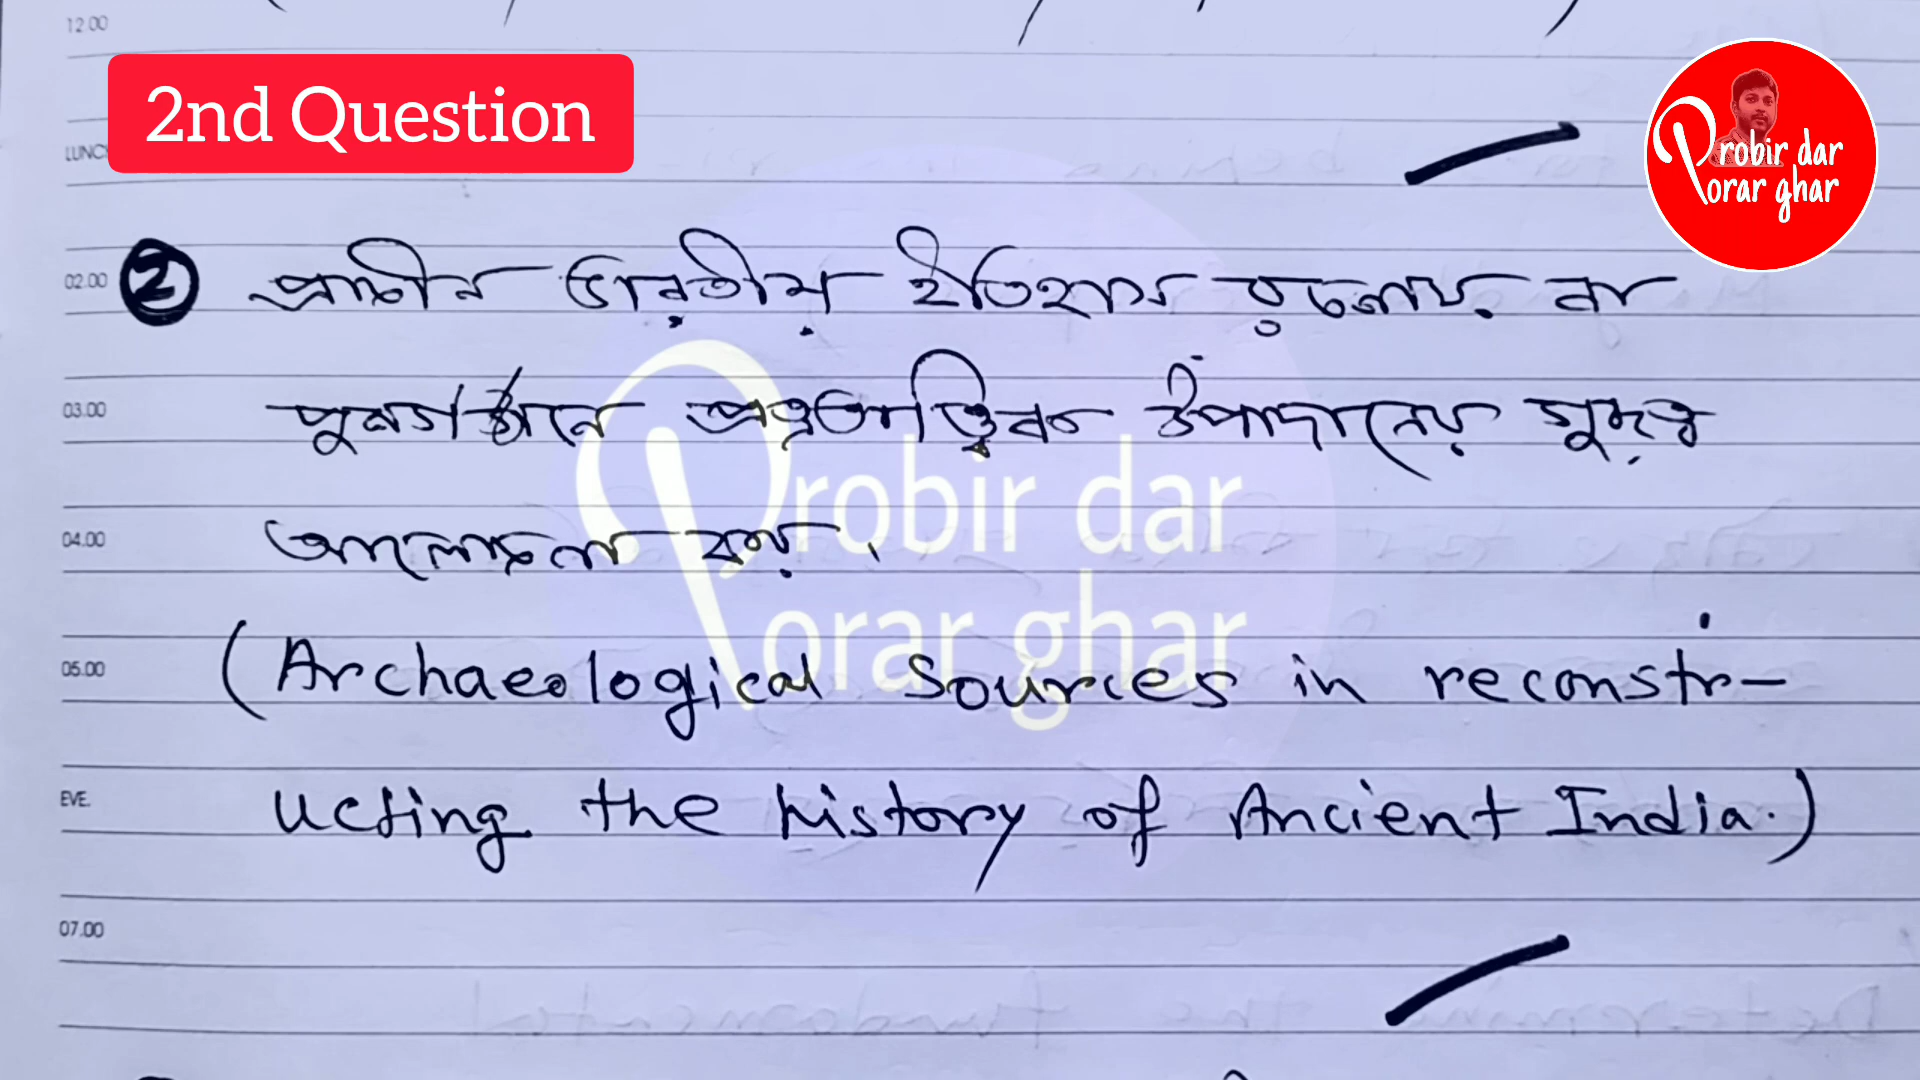 12.00
2nd Question
LUNCH
Probir dar
Porar ghar
02.00 2 প্রাচীন ভারতীয় ইতিহাস রচনায় বা
03.00 পুনর্গঠনে প্রত্নতাত্ত্বিক উপাদানের গুরুত্ব
04.00 আলোচনা কর।
Probir dar
Porar ghar
05.00 (Archaeological Sources in reconstr-
EVE. ucting the history of Ancient India.)
07.00